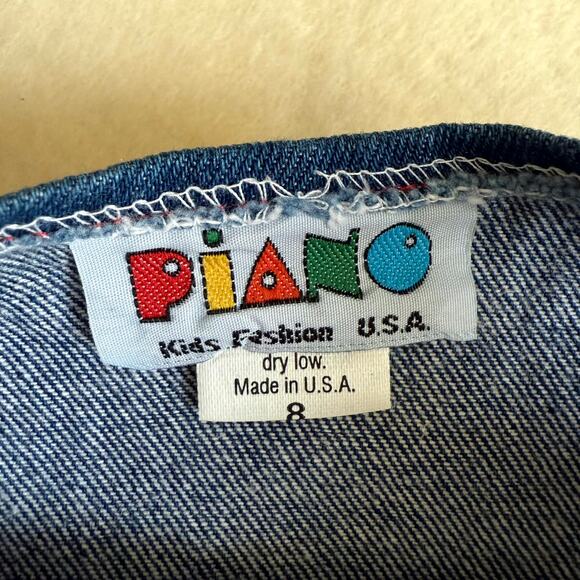 PiANO
Kids Fashion U.S.A.
dry low.
Made in U.S.A.
8